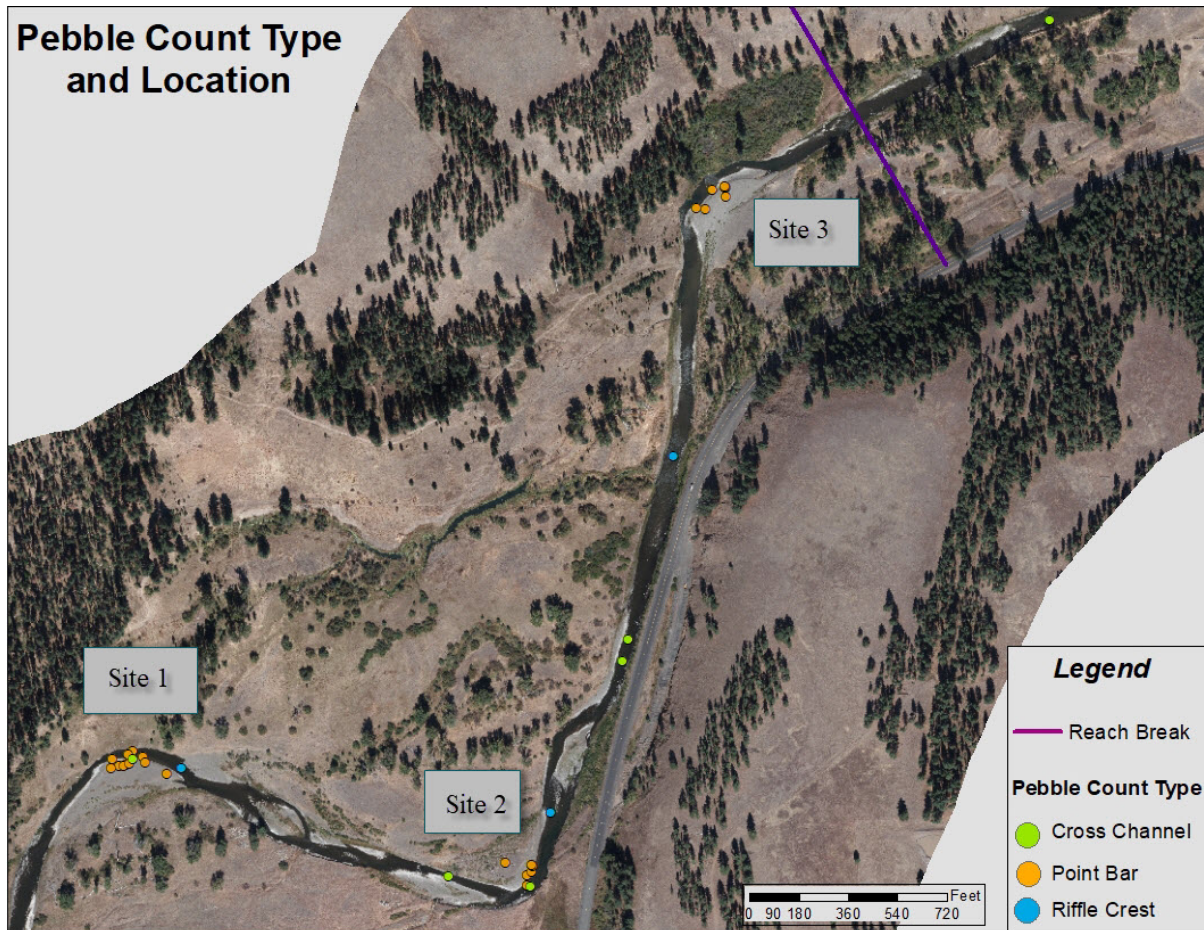 Pebble Count Type
and Location
Site 3
Site 1
Site 2
Legend
Reach Break
Pebble Count Type
Cross Channel
Point Bar
Riffle Crest
Feet
0 90 180 360 540 720